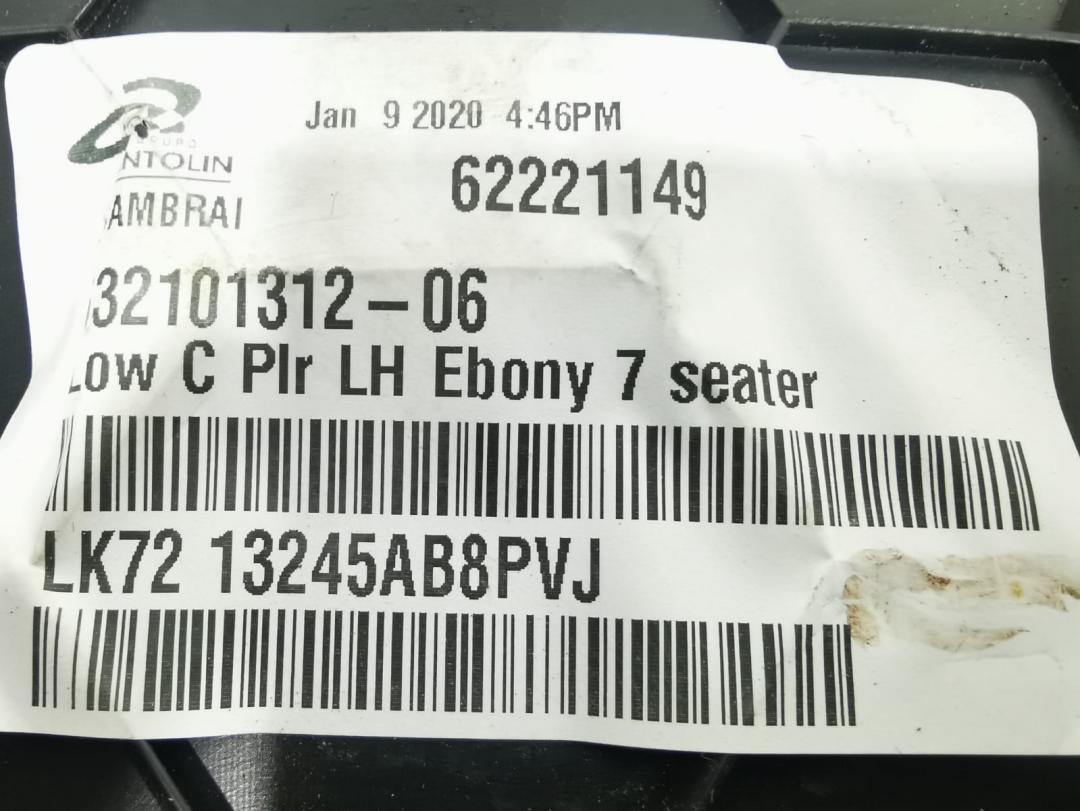 Jan 9 2020 4:46PM
GRUPO
NTOLIN
AMBRAI
62221149
32101312-06
Low C Plr LH Ebony 7 seater
LK72 13245AB8PVJ